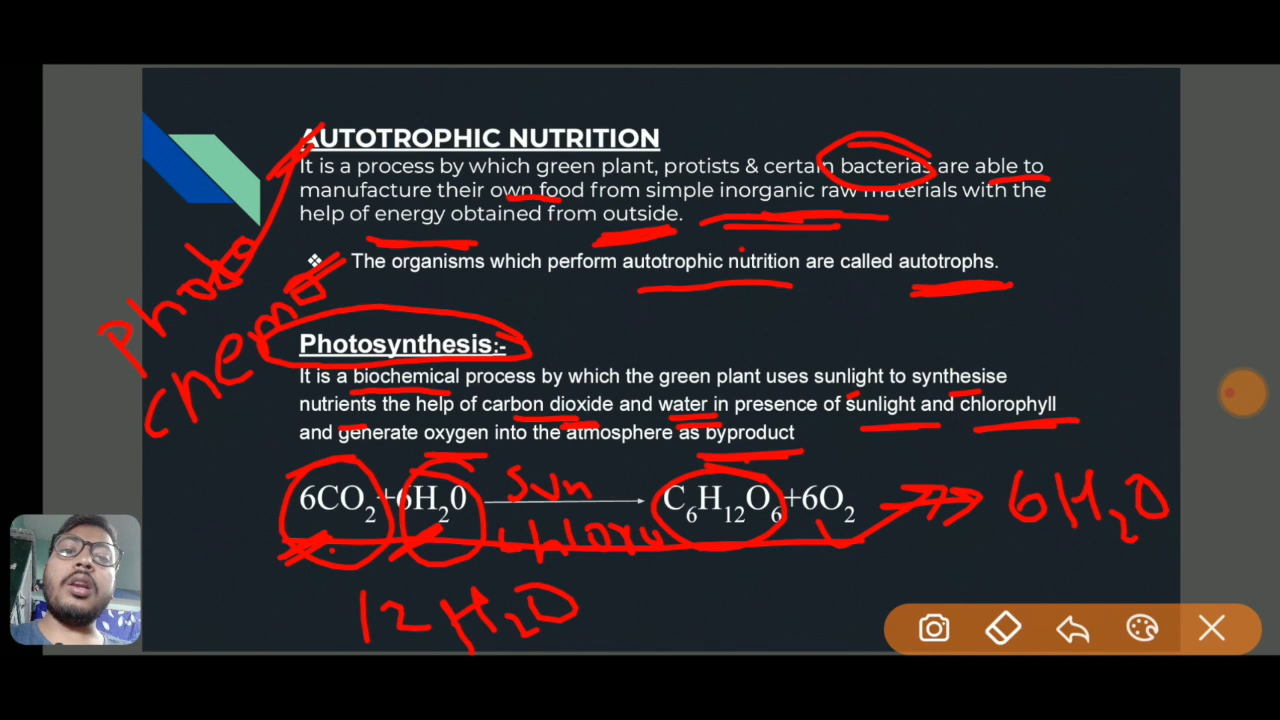 AUTOTROPHIC NUTRITION
It is a process by which green plant, protists & certain bacterias are able to
manufacture their own food from simple inorganic raw materials with the
help of energy obtained from outside.
❖ The organisms which perform autotrophic nutrition are called autotrophs.
photo
chemo
Photosynthesis:-
It is a biochemical process by which the green plant uses sunlight to synthesise
nutrients the help of carbon dioxide and water in presence of sunlight and chlorophyll
and generate oxygen into the atmosphere as byproduct
Sun
6CO₂+6H₂0 → C₆H₁₂O₆+6O₂ 6H₂O
chloro
12H₂O